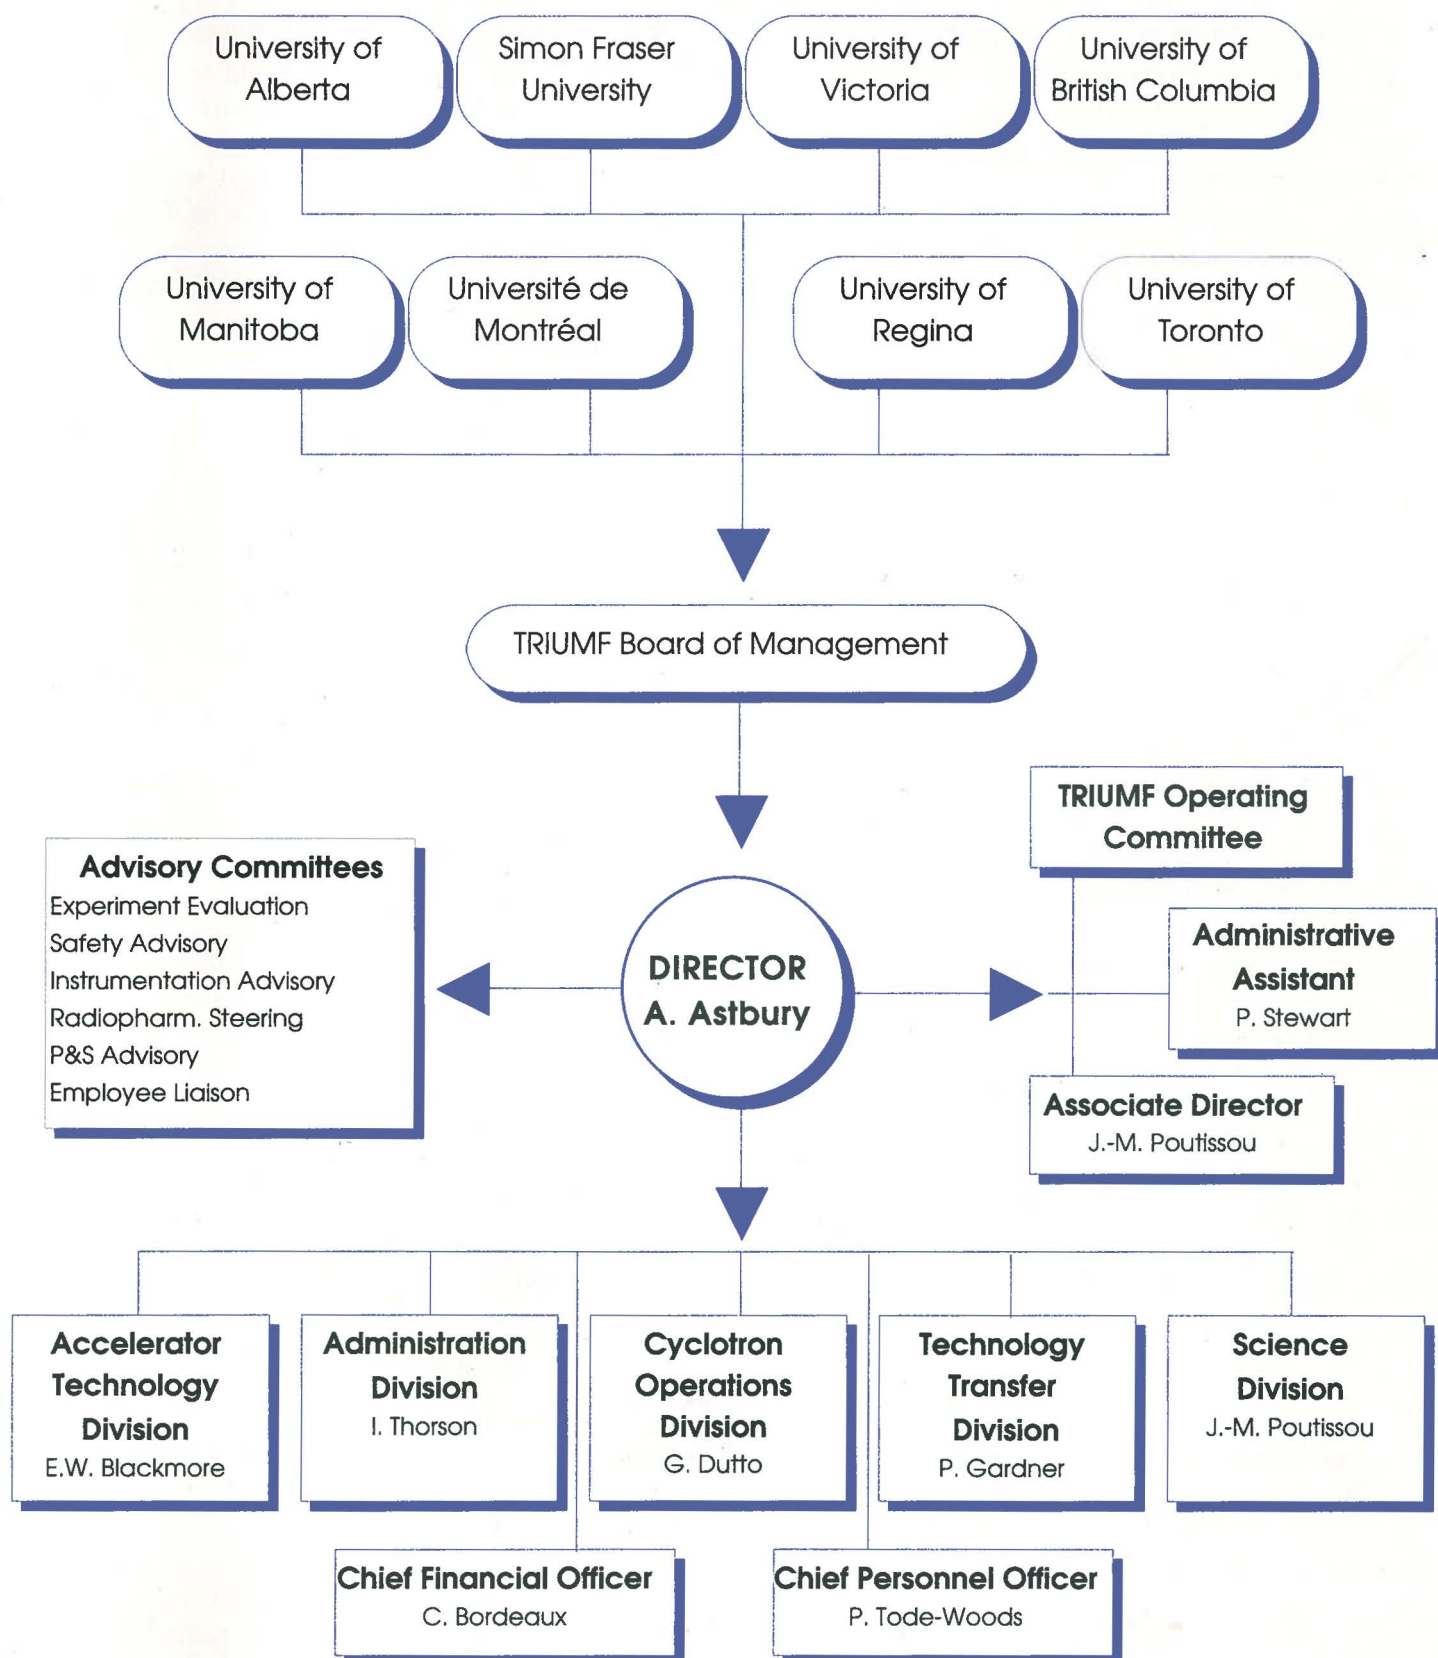 University of
Alberta
Simon Fraser
University
University of
Victoria
University of
British Columbia
University of
Manitoba
Université de
Montréal
University of
Regina
University of
Toronto
TRIUMF Board of Management
TRIUMF Operating
Committee
Advisory Committees
Experiment Evaluation
Safety Advisory
Instrumentation Advisory
Radiopharm. Steering
P&S Advisory
Employee Liaison
DIRECTOR
A. Astbury
Administrative
Assistant
P. Stewart
Associate Director
J.-M. Poutissou
Accelerator
Technology
Division
E.W. Blackmore
Administration
Division
I. Thorson
Cyclotron
Operations
Division
G. Dutto
Technology
Transfer
Division
P. Gardner
Science
Division
J.-M. Poutissou
Chief Financial Officer
C. Bordeaux
Chief Personnel Officer
P. Tode-Woods